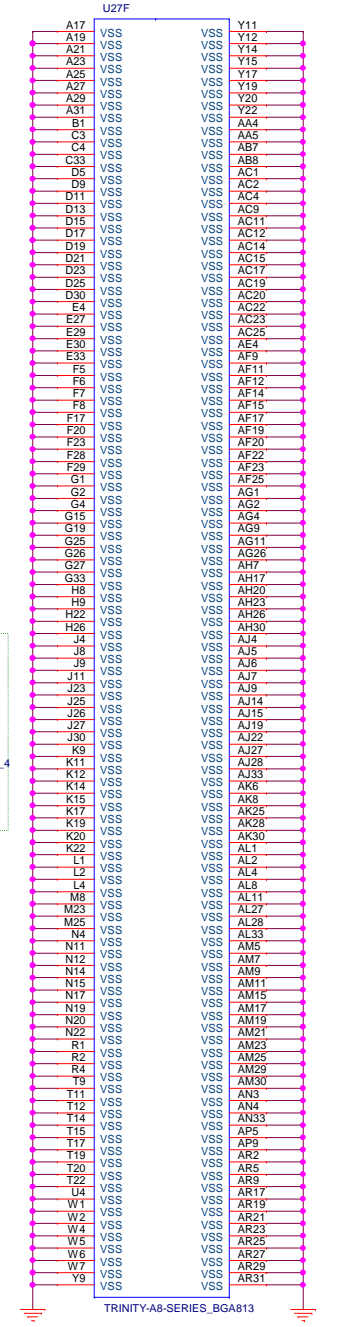 U27F
A17 VSS VSS Y11
A19 VSS VSS Y12
A21 VSS VSS Y14
A23 VSS VSS Y15
A25 VSS VSS Y17
A27 VSS VSS Y19
A29 VSS VSS Y20
A31 VSS VSS Y22
B1 VSS VSS AA4
C3 VSS VSS AA5
C4 VSS VSS AB7
C33 VSS VSS AB8
D5 VSS VSS AC1
D9 VSS VSS AC2
D11 VSS VSS AC4
D13 VSS VSS AC9
D15 VSS VSS AC11
D17 VSS VSS AC12
D19 VSS VSS AC14
D21 VSS VSS AC15
D23 VSS VSS AC17
D25 VSS VSS AC19
D30 VSS VSS AC20
E4 VSS VSS AC22
E27 VSS VSS AC23
E29 VSS VSS AC25
E30 VSS VSS AE4
E33 VSS VSS AF9
F5 VSS VSS AF11
F6 VSS VSS AF12
F7 VSS VSS AF14
F8 VSS VSS AF15
F17 VSS VSS AF17
F20 VSS VSS AF19
F23 VSS VSS AF20
F28 VSS VSS AF22
F29 VSS VSS AF23
G1 VSS VSS AF25
G2 VSS VSS AG1
G4 VSS VSS AG2
G15 VSS VSS AG4
G19 VSS VSS AG9
G25 VSS VSS AG11
G26 VSS VSS AG26
G27 VSS VSS AH7
G33 VSS VSS AH17
H8 VSS VSS AH20
H9 VSS VSS AH23
H22 VSS VSS AH26
H26 VSS VSS AH30
J4 VSS VSS AJ4
J8 VSS VSS AJ5
J9 VSS VSS AJ6
J11 VSS VSS AJ7
J23 VSS VSS AJ9
J25 VSS VSS AJ14
J26 VSS VSS AJ15
J27 VSS VSS AJ19
J30 VSS VSS AJ22
K9 VSS VSS AJ27
_4 K11 VSS VSS AJ28
K12 VSS VSS AJ33
K14 VSS VSS AK6
K15 VSS VSS AK8
K17 VSS VSS AK25
K19 VSS VSS AK28
K20 VSS VSS AK30
K22 VSS VSS AL1
L1 VSS VSS AL2
L2 VSS VSS AL4
L4 VSS VSS AL8
M8 VSS VSS AL11
M23 VSS VSS AL27
M25 VSS VSS AL28
N4 VSS VSS AL33
N11 VSS VSS AM5
N12 VSS VSS AM7
N14 VSS VSS AM9
N15 VSS VSS AM11
N17 VSS VSS AM15
N19 VSS VSS AM17
N20 VSS VSS AM19
N22 VSS VSS AM21
R1 VSS VSS AM23
R2 VSS VSS AM25
R4 VSS VSS AM29
T9 VSS VSS AM30
T11 VSS VSS AN3
T12 VSS VSS AN4
T14 VSS VSS AN33
T15 VSS VSS AP5
T17 VSS VSS AP9
T19 VSS VSS AR2
T20 VSS VSS AR5
T22 VSS VSS AR9
U4 VSS VSS AR17
W1 VSS VSS AR19
W2 VSS VSS AR21
W4 VSS VSS AR23
W5 VSS VSS AR25
W6 VSS VSS AR27
W7 VSS VSS AR29
Y9 VSS VSS AR31
TRINITY-A8-SERIES_BGA813